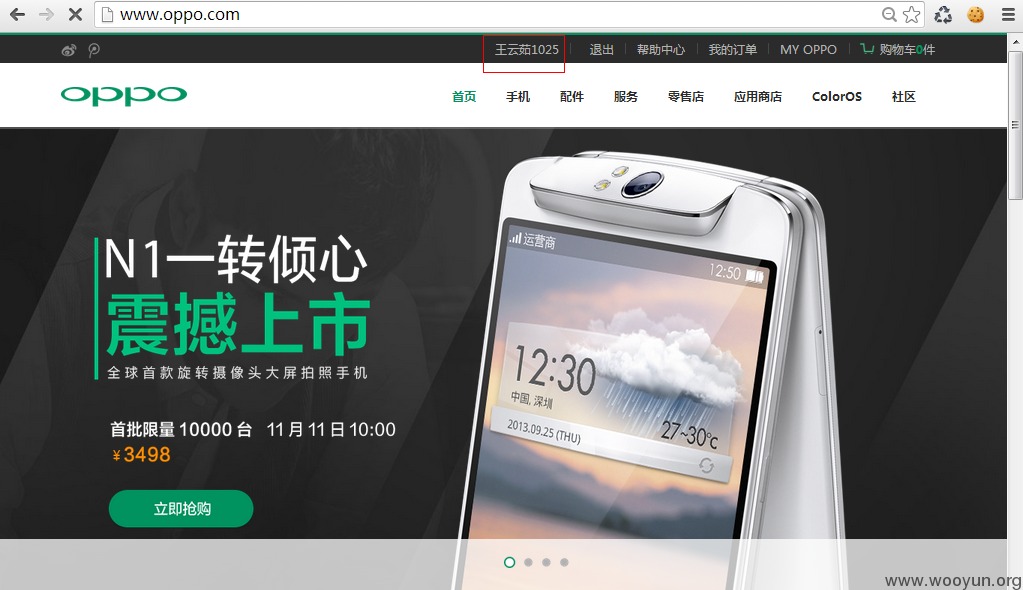 www.oppo.com
王云茹1025 退出 帮助中心 我的订单 MY OPPO 购物车0件
oppo 首页 手机 配件 服务 零售店 应用商店 ColorOS 社区
N1一转倾心
震撼上市
全球首款旋转摄像头大屏拍照手机
首批限量 10000 台 11月11日10:00
¥3498
立即抢购
运营商
12:50
12:30
中国, 深圳
2013.09.25 (THU)
27~30℃
www.wooyun.org